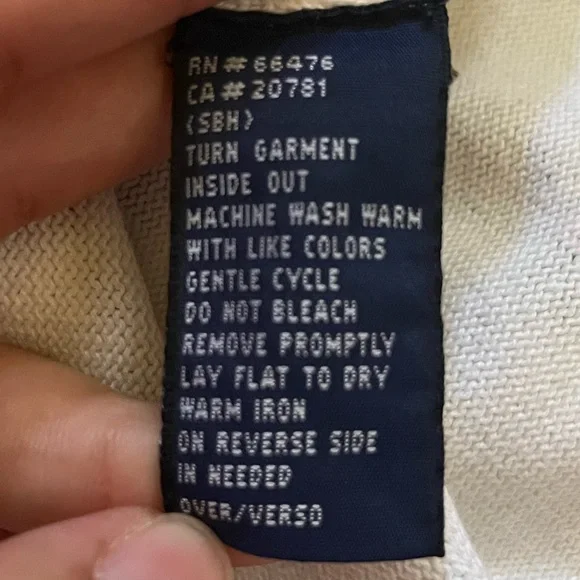 RN # 66476
CA # 20781
(SBH)
TURN GARMENT
INSIDE OUT
MACHINE WASH WARM
WITH LIKE COLORS
GENTLE CYCLE
DO NOT BLEACH
REMOVE PROMPTLY
LAY FLAT TO DRY
WARM IRON
ON REVERSE SIDE
IN NEEDED
OVER/VERSO